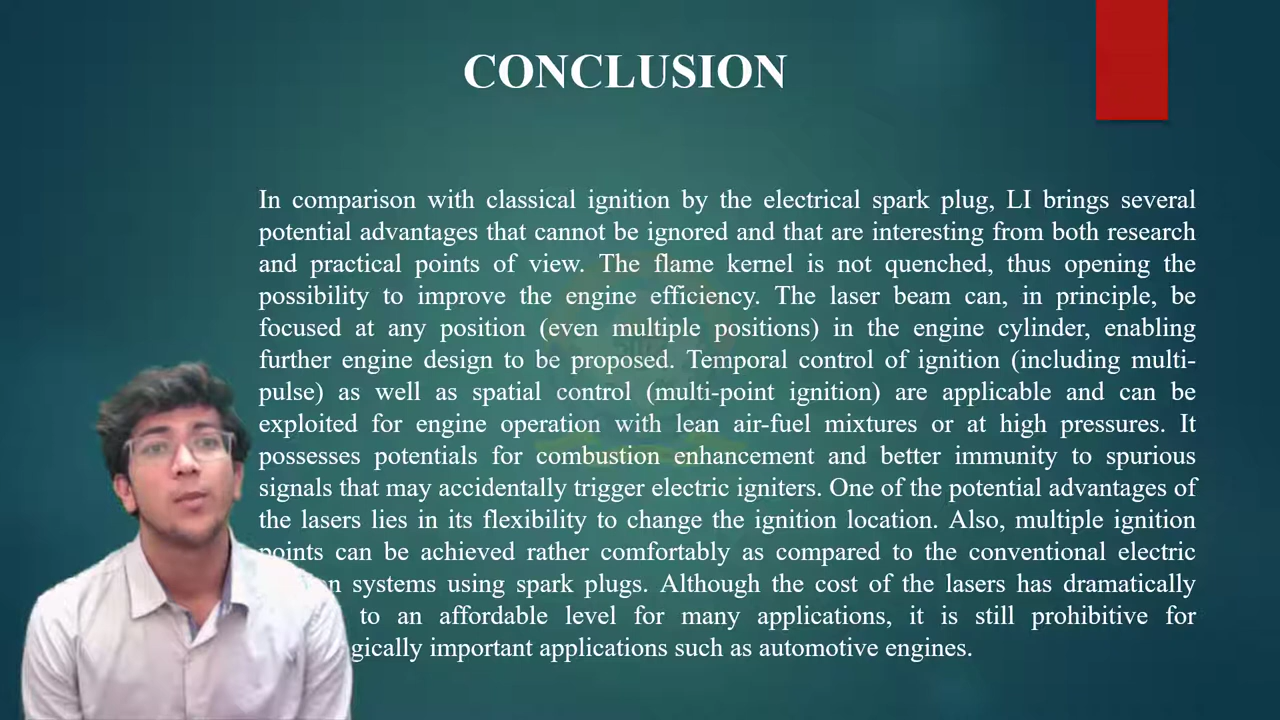 CONCLUSION
In comparison with classical ignition by the electrical spark plug, LI brings several
potential advantages that cannot be ignored and that are interesting from both research
and practical points of view. The flame kernel is not quenched, thus opening the
possibility to improve the engine efficiency. The laser beam can, in principle, be
focused at any position (even multiple positions) in the engine cylinder, enabling
further engine design to be proposed. Temporal control of ignition (including multi-
pulse) as well as spatial control (multi-point ignition) are applicable and can be
exploited for engine operation with lean air-fuel mixtures or at high pressures. It
possesses potentials for combustion enhancement and better immunity to spurious
signals that may accidentally trigger electric igniters. One of the potential advantages of
the lasers lies in its flexibility to change the ignition location. Also, multiple ignition
points can be achieved rather comfortably as compared to the conventional electric
systems using spark plugs. Although the cost of the lasers has dramatically
to an affordable level for many applications, it is still prohibitive for
important applications such as automotive engines.